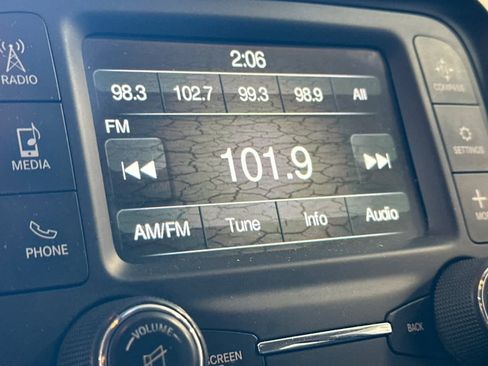 2:06
98.3 102.7 99.3 98.9 All
RADIO
COMPASS
FM
MEDIA
101.9
SETTINGS
PHONE
AM/FM Tune Info Audio
VOLUME
SCREEN
BACK